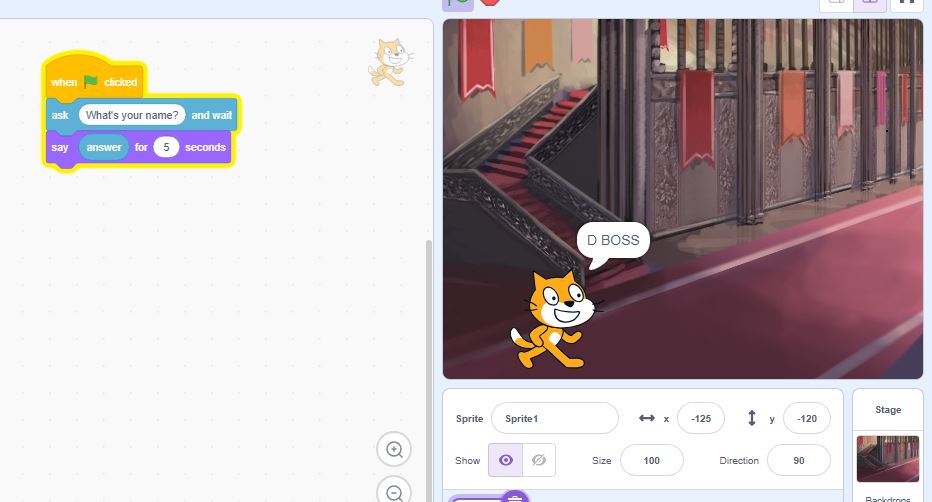 when clicked
ask What's your name? and wait
say answer for 5 seconds
D BOSS
Sprite Sprite1 x -125 y -120
Show Size 100 Direction 90
Stage
Backdrops